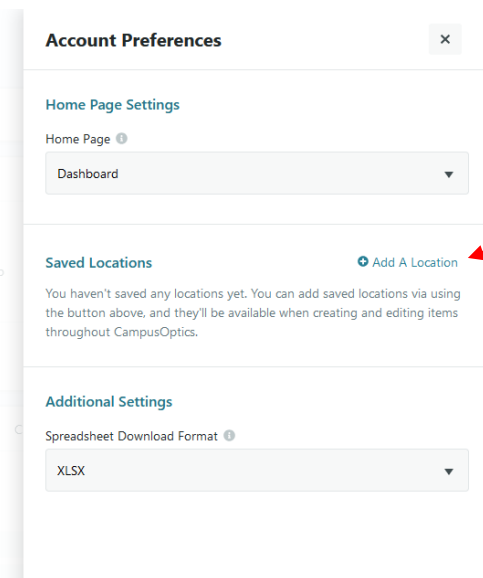 Account Preferences
Home Page Settings
Home Page
Dashboard
Saved Locations
Add A Location
You haven't saved any locations yet. You can add saved locations via using
the button above, and they'll be available when creating and editing items
throughout CampusOptics.
Additional Settings
Spreadsheet Download Format
XLSX